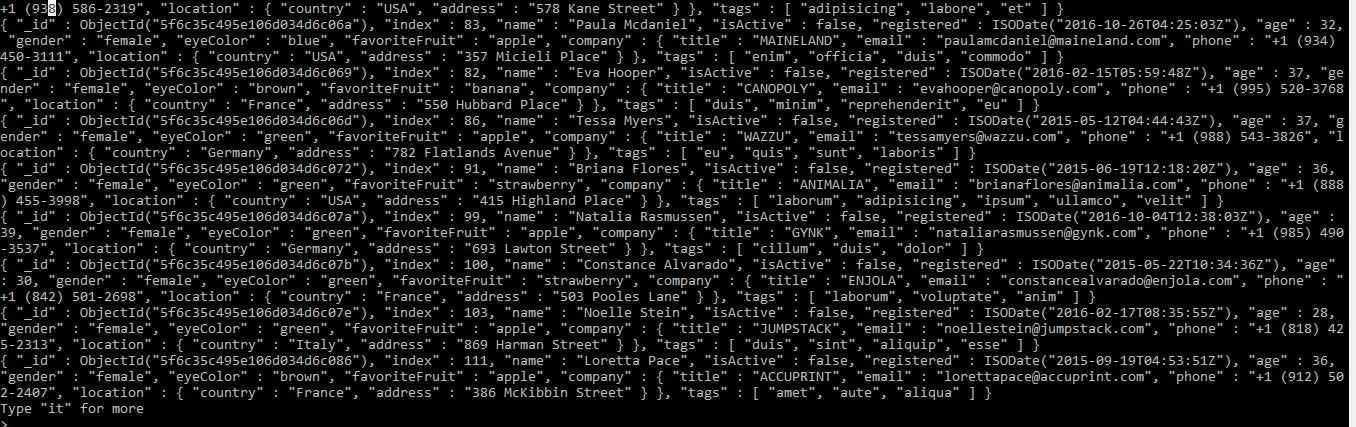 +1 (938) 586-2319", "location" : { "country" : "USA", "address" : "578 Kane Street" } }, "tags" : [ "adipisicing", "labore", "et" ] }
{ "_id" : ObjectId("5f6c35c495e106d034d6c06a"), "index" : 83, "name" : "Paula Mcdaniel", "isActive" : false, "registered" : ISODate("2016-10-26T04:25:03Z"), "age" : 32,
"gender" : "female", "eyeColor" : "blue", "favoriteFruit" : "apple", "company" : { "title" : "MAINELAND", "email" : "paulamcdaniel@maineland.com", "phone" : "+1 (934)
450-3111", "location" : { "country" : "USA", "address" : "357 Micieli Place" } }, "tags" : [ "enim", "officia", "duis", "commodo" ] }
{ "_id" : ObjectId("5f6c35c495e106d034d6c069"), "index" : 82, "name" : "Eva Hooper", "isActive" : false, "registered" : ISODate("2016-02-15T05:59:48Z"), "age" : 37, "ge
nder" : "female", "eyeColor" : "brown", "favoriteFruit" : "banana", "company" : { "title" : "CANOPOLY", "email" : "evahooper@canopoly.com", "phone" : "+1 (995) 520-3768
", "location" : { "country" : "France", "address" : "550 Hubbard Place" } }, "tags" : [ "duis", "minim", "reprehenderit", "eu" ] }
{ "_id" : ObjectId("5f6c35c495e106d034d6c06d"), "index" : 86, "name" : "Tessa Myers", "isActive" : false, "registered" : ISODate("2015-05-12T04:44:43Z"), "age" : 37, "g
ender" : "female", "eyeColor" : "green", "favoriteFruit" : "apple", "company" : { "title" : "WAZZU", "email" : "tessamyers@wazzu.com", "phone" : "+1 (988) 543-3826", "l
ocation" : { "country" : "Germany", "address" : "782 Flatlands Avenue" } }, "tags" : [ "eu", "quis", "sunt", "laboris" ] }
{ "_id" : ObjectId("5f6c35c495e106d034d6c072"), "index" : 91, "name" : "Briana Flores", "isActive" : false, "registered" : ISODate("2015-06-19T12:18:20Z"), "age" : 36,
"gender" : "female", "eyeColor" : "green", "favoriteFruit" : "strawberry", "company" : { "title" : "ANIMALIA", "email" : "brianaflores@animalia.com", "phone" : "+1 (888
) 455-3998", "location" : { "country" : "USA", "address" : "415 Highland Place" } }, "tags" : [ "laborum", "adipisicing", "ipsum", "ullamco", "velit" ] }
{ "_id" : ObjectId("5f6c35c495e106d034d6c07a"), "index" : 99, "name" : "Natalia Rasmussen", "isActive" : false, "registered" : ISODate("2016-10-04T12:38:03Z"), "age" :
39, "gender" : "female", "eyeColor" : "green", "favoriteFruit" : "apple", "company" : { "title" : "GYNK", "email" : "nataliarasmussen@gynk.com", "phone" : "+1 (985) 490
-3537", "location" : { "country" : "Germany", "address" : "693 Lawton Street" } }, "tags" : [ "cillum", "duis", "dolor" ] }
{ "_id" : ObjectId("5f6c35c495e106d034d6c07b"), "index" : 100, "name" : "Constance Alvarado", "isActive" : false, "registered" : ISODate("2015-05-22T10:34:36Z"), "age"
: 30, "gender" : "female", "eyeColor" : "green", "favoriteFruit" : "strawberry", "company" : { "title" : "ENJOLA", "email" : "constancealvarado@enjola.com", "phone" : "
+1 (842) 501-2698", "location" : { "country" : "France", "address" : "503 Pooles Lane" } }, "tags" : [ "laborum", "voluptate", "anim" ] }
{ "_id" : ObjectId("5f6c35c495e106d034d6c07e"), "index" : 103, "name" : "Noelle Stein", "isActive" : false, "registered" : ISODate("2016-02-17T08:35:55Z"), "age" : 28,
"gender" : "female", "eyeColor" : "green", "favoriteFruit" : "apple", "company" : { "title" : "JUMPSTACK", "email" : "noellestein@jumpstack.com", "phone" : "+1 (818) 42
5-2313", "location" : { "country" : "Italy", "address" : "869 Harman Street" } }, "tags" : [ "duis", "sint", "aliquip", "esse" ] }
{ "_id" : ObjectId("5f6c35c495e106d034d6c086"), "index" : 111, "name" : "Loretta Pace", "isActive" : false, "registered" : ISODate("2015-09-19T04:53:51Z"), "age" : 36,
"gender" : "female", "eyeColor" : "brown", "favoriteFruit" : "apple", "company" : { "title" : "ACCUPRINT", "email" : "lorettapace@accuprint.com", "phone" : "+1 (912) 50
2-2407", "location" : { "country" : "France", "address" : "386 McKibbin Street" } }, "tags" : [ "amet", "aute", "aliqua" ] }
Type "it" for more
>